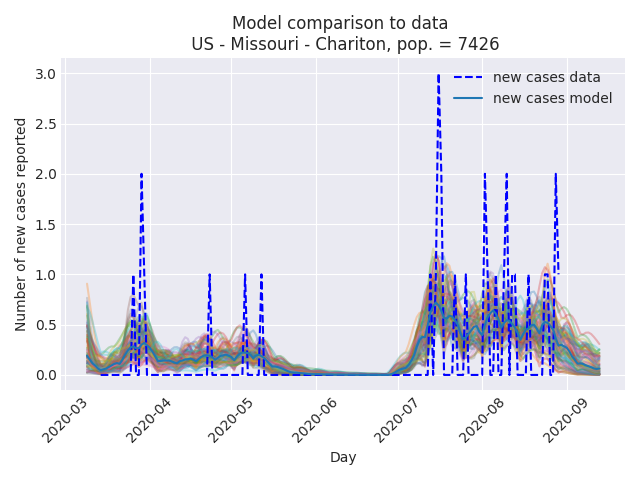 Model comparison to data
US - Missouri - Chariton, pop. = 7426
new cases data
new cases model
Number of new cases reported
3.0
2.5
2.0
1.5
1.0
0.5
0.0
2020-03
2020-04
2020-05
2020-06
2020-07
2020-08
2020-09
Day